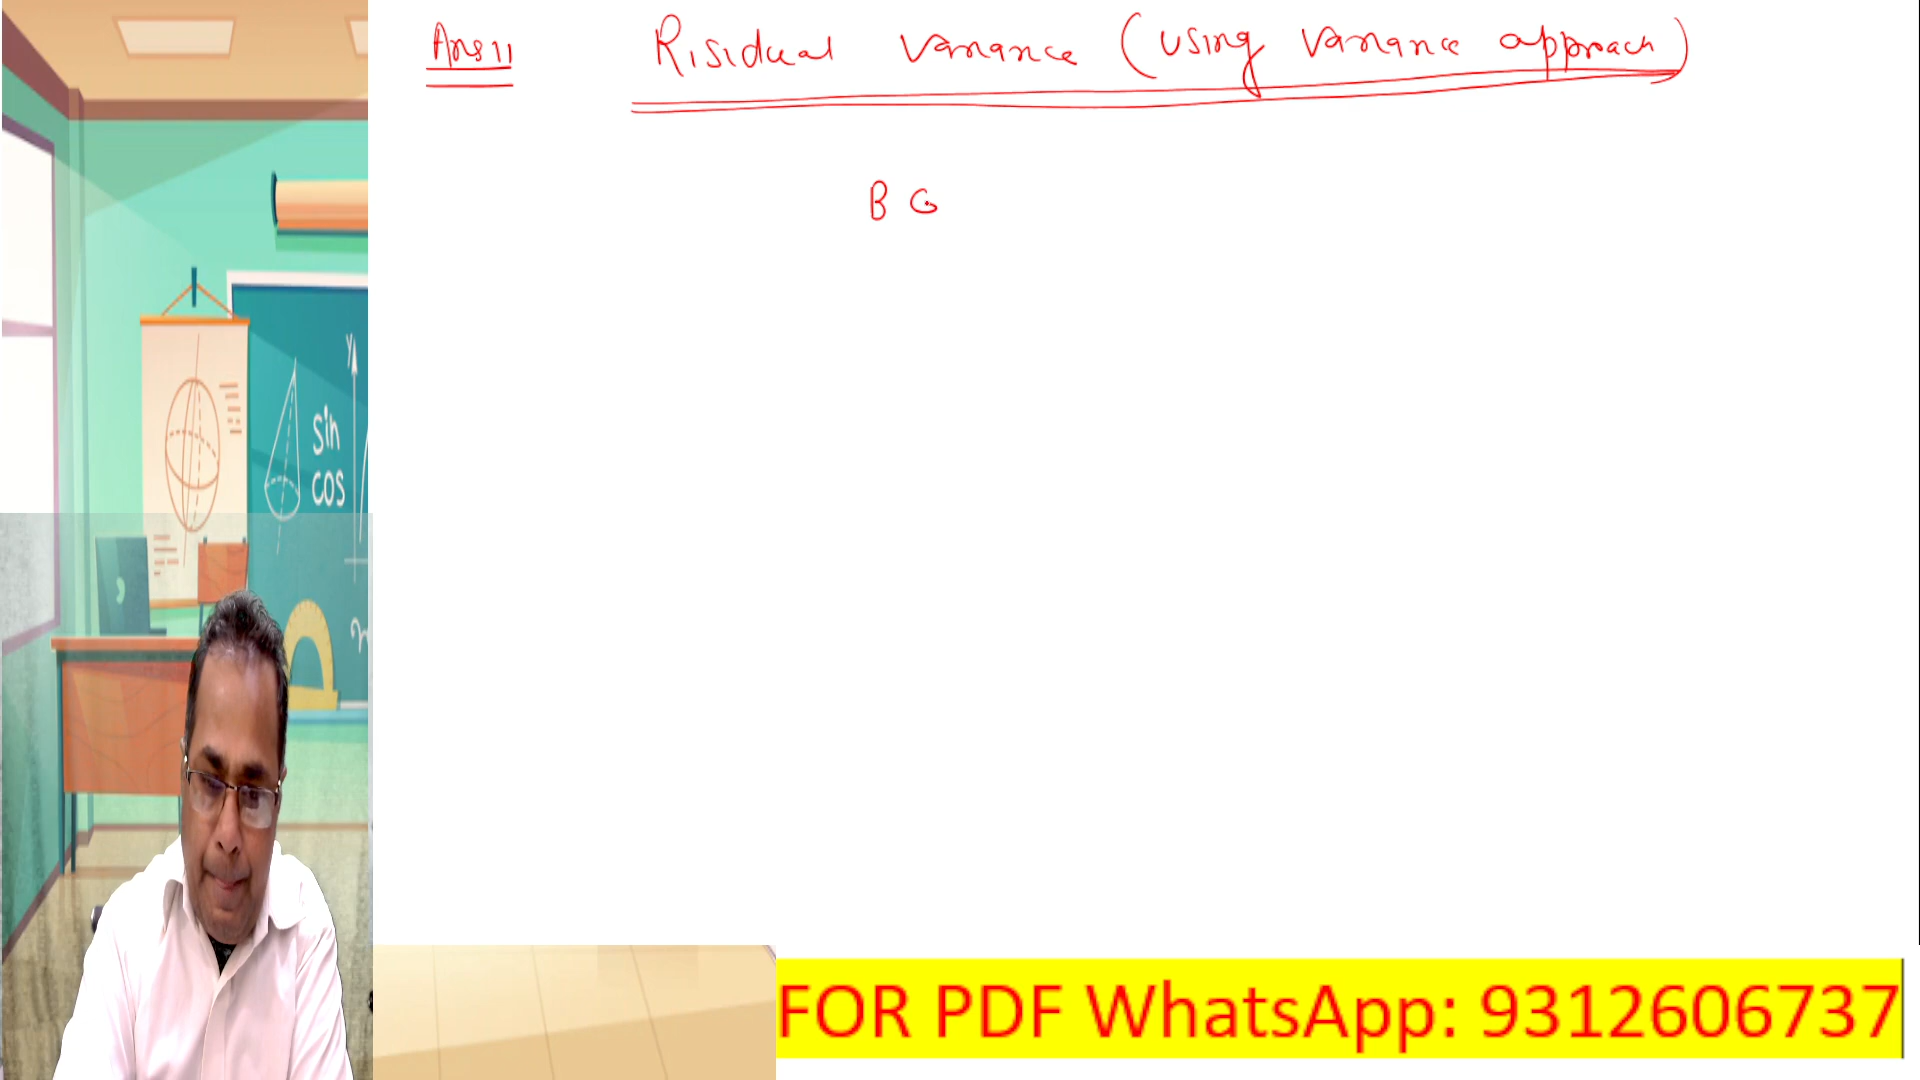 Ans 11
Risidual variance (using variance approach)
B G
y
sin
cos
FOR PDF WhatsApp: 9312606737